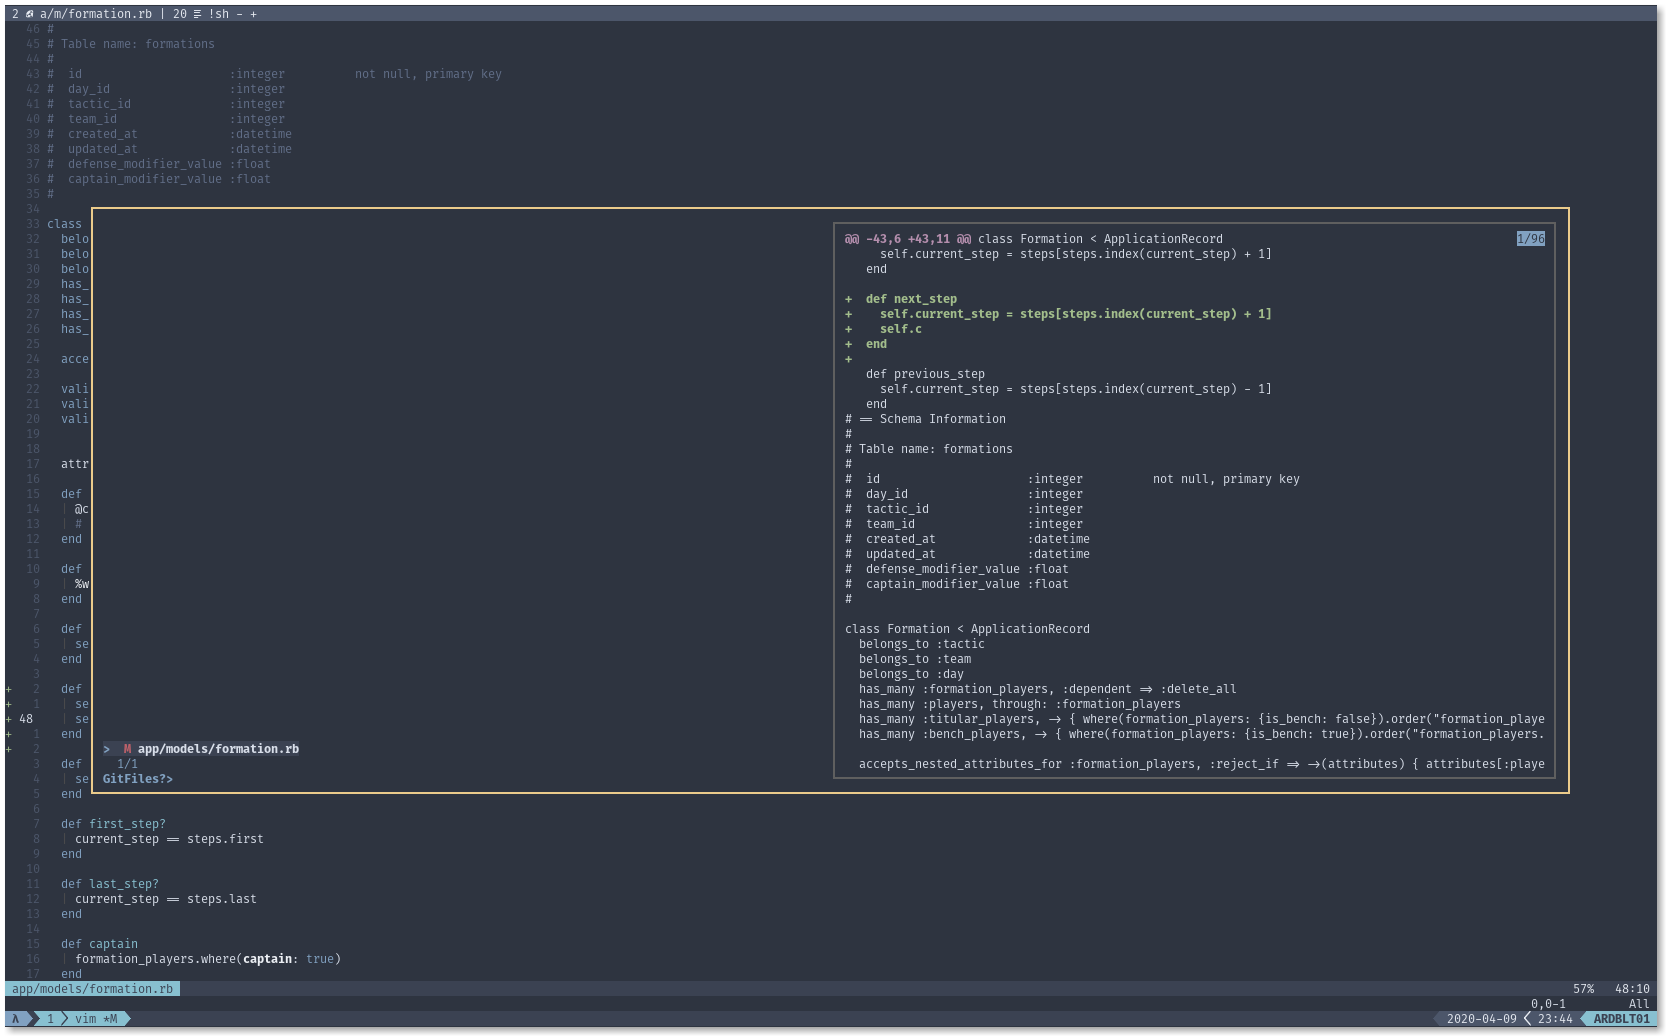 2 a/m/formation.rb | 20 !sh - +
46 #
45 # Table name: formations
44 #
43 #  id                     :integer          not null, primary key
42 #  day_id                 :integer
41 #  tactic_id              :integer
40 #  team_id                :integer
39 #  created_at             :datetime
38 #  updated_at             :datetime
37 #  defense_modifier_value :float
36 #  captain_modifier_value :float
35 #
34
33 class
32   belo
31   belo
30   belo
29   has_
28   has_
27   has_
26   has_
25
24   acce
23
22   vali
21   vali
20   vali
19
18
17   attr
16
15   def
14   | @c
13   | #
12   end
11
10   def
9   | %w
8   end
7
6   def
5   | se
4   end
3
+ 2   def
+ 1   | se
+ 48   | se
+ 1   end
+ 2
3   def
4   | se
5   end
6
7   def first_step?
8   | current_step == steps.first
9   end
10
11   def last_step?
12   | current_step == steps.last
13   end
14
15   def captain
16   | formation_players.where(captain: true)
17   end
@@ -43,6 +43,11 @@ class Formation < ApplicationRecord 1/96
     self.current_step = steps[steps.index(current_step) + 1]
   end
+  def next_step
+    self.current_step = steps[steps.index(current_step) + 1]
+    self.c
+  end
+
   def previous_step
     self.current_step = steps[steps.index(current_step) - 1]
   end
# == Schema Information
#
# Table name: formations
#
#  id                     :integer          not null, primary key
#  day_id                 :integer
#  tactic_id              :integer
#  team_id                :integer
#  created_at             :datetime
#  updated_at             :datetime
#  defense_modifier_value :float
#  captain_modifier_value :float
#
class Formation < ApplicationRecord
  belongs_to :tactic
  belongs_to :team
  belongs_to :day
  has_many :formation_players, :dependent => :delete_all
  has_many :players, through: :formation_players
  has_many :titular_players, -> { where(formation_players: {is_bench: false}).order("formation_playe
  has_many :bench_players, -> { where(formation_players: {is_bench: true}).order("formation_players.
  accepts_nested_attributes_for :formation_players, :reject_if => ->(attributes) { attributes[:playe
>  M app/models/formation.rb
  1/1
GitFiles?>
app/models/formation.rb 57% 48:10
0,0-1 All
λ 1 vim *M 2020-04-09 23:44 ARDBLT01